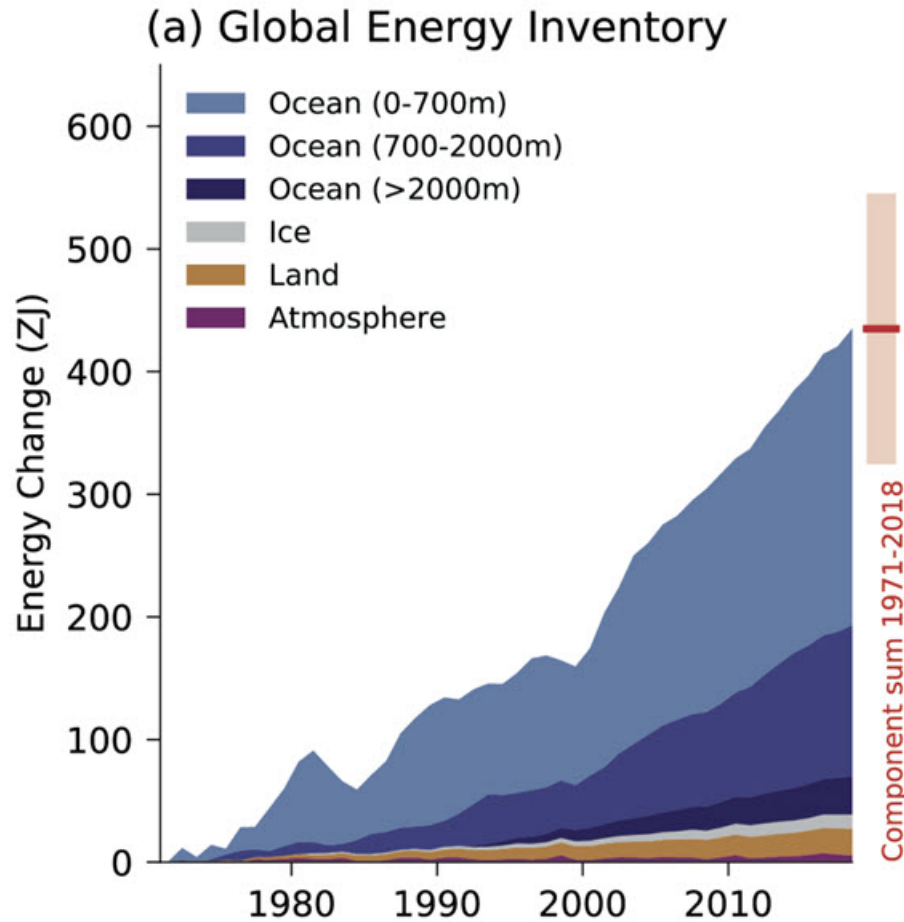 (a) Global Energy Inventory
Ocean (0-700m)
Ocean (700-2000m)
Ocean (>2000m)
Ice
Land
Atmosphere
Energy Change (ZJ)
600
500
400
300
200
100
0
1980
1990
2000
2010
Component sum 1971-2018